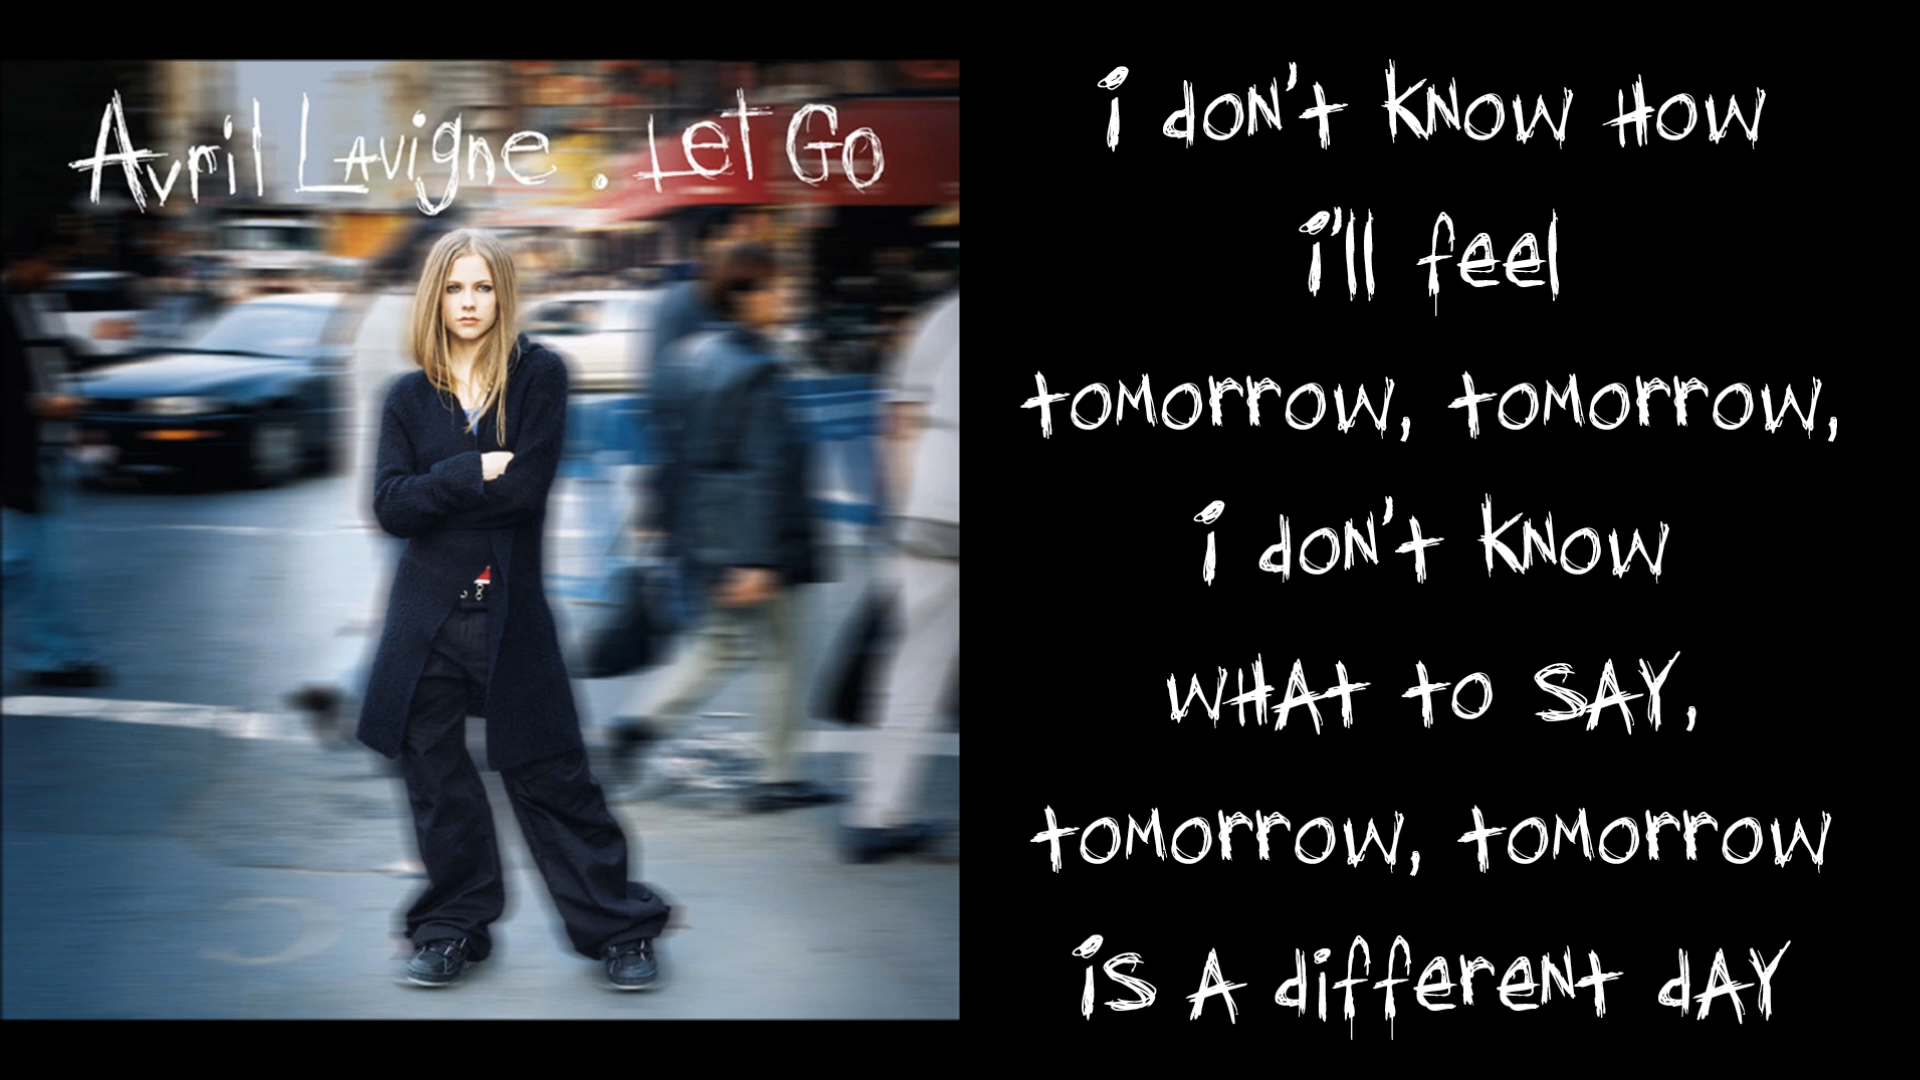 Avril Lavigne . Let Go
i don't know how
i'll feel
tomorrow, tomorrow,
i don't know
what to say,
tomorrow, tomorrow
is a different day